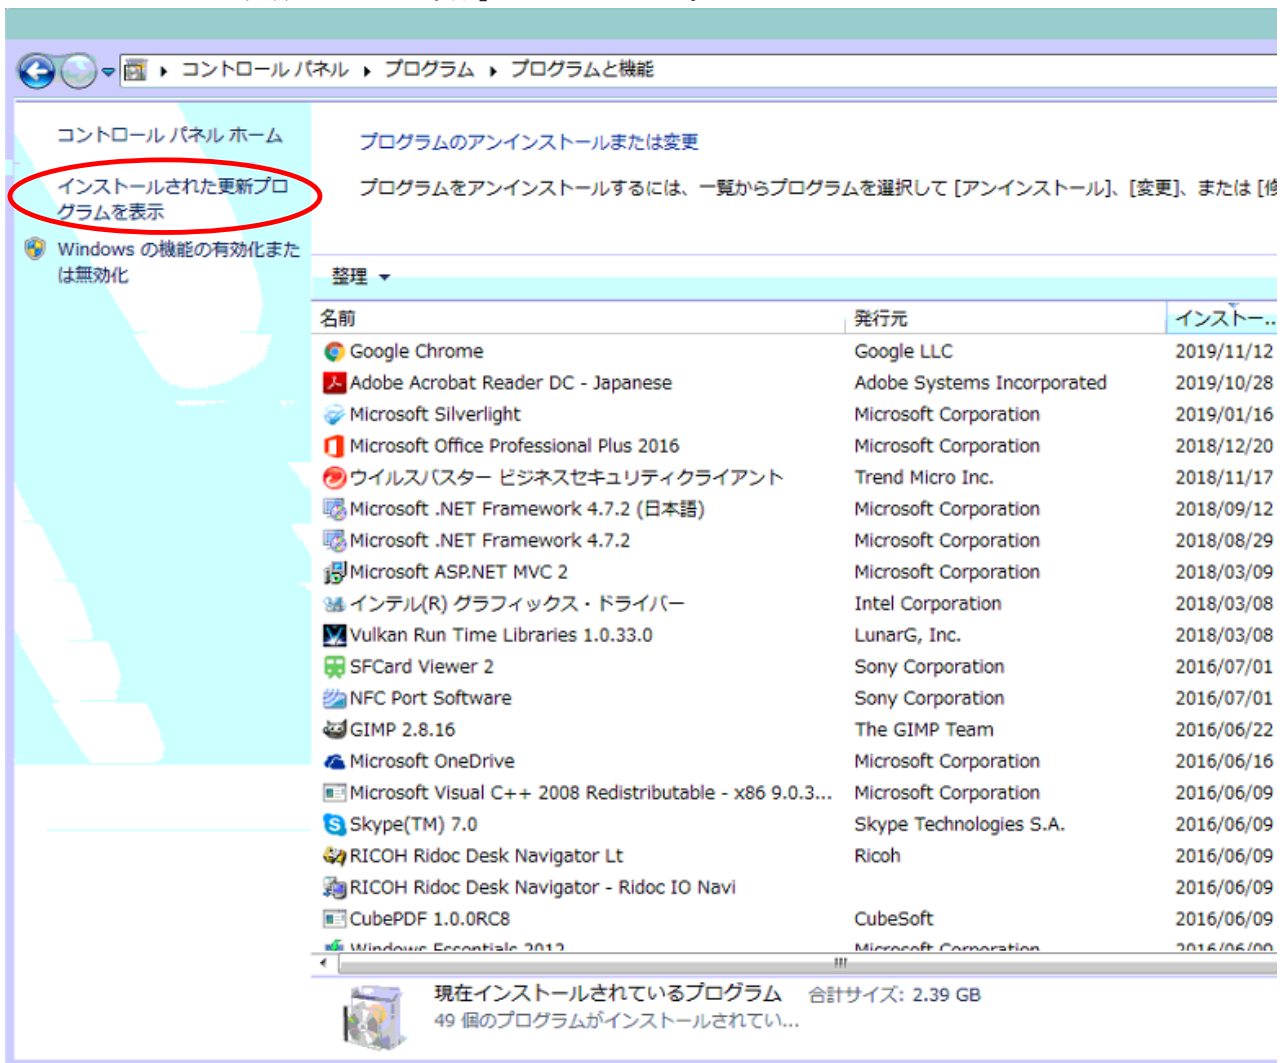 コントロール パネル ▸ プログラム ▸ プログラムと機能
コントロール パネル ホーム
インストールされた更新プロ
グラムを表示
Windows の機能の有効化また
は無効化
プログラムのアンインストールまたは変更
プログラムをアンインストールするには、一覧からプログラムを選択して [アンインストール]、[変更]、または [修
整理
名前 発行元 インストー...
Google Chrome Google LLC 2019/11/12
Adobe Acrobat Reader DC - Japanese Adobe Systems Incorporated 2019/10/28
Microsoft Silverlight Microsoft Corporation 2019/01/16
Microsoft Office Professional Plus 2016 Microsoft Corporation 2018/12/20
ウイルスバスター ビジネスセキュリティクライアント Trend Micro Inc. 2018/11/17
Microsoft .NET Framework 4.7.2 (日本語) Microsoft Corporation 2018/09/12
Microsoft .NET Framework 4.7.2 Microsoft Corporation 2018/08/29
Microsoft ASP.NET MVC 2 Microsoft Corporation 2018/03/09
インテル(R) グラフィックス・ドライバー Intel Corporation 2018/03/08
Vulkan Run Time Libraries 1.0.33.0 LunarG, Inc. 2018/03/08
SFCard Viewer 2 Sony Corporation 2016/07/01
NFC Port Software Sony Corporation 2016/07/01
GIMP 2.8.16 The GIMP Team 2016/06/22
Microsoft OneDrive Microsoft Corporation 2016/06/16
Microsoft Visual C++ 2008 Redistributable - x86 9.0.3... Microsoft Corporation 2016/06/09
Skype(TM) 7.0 Skype Technologies S.A. 2016/06/09
RICOH Ridoc Desk Navigator Lt Ricoh 2016/06/09
RICOH Ridoc Desk Navigator - Ridoc IO Navi 2016/06/09
CubePDF 1.0.0RC8 CubeSoft 2016/06/09
Windows Essentials 2012 Microsoft Corporation 2016/06/09
現在インストールされているプログラム 合計サイズ: 2.39 GB
49 個のプログラムがインストールされてい...